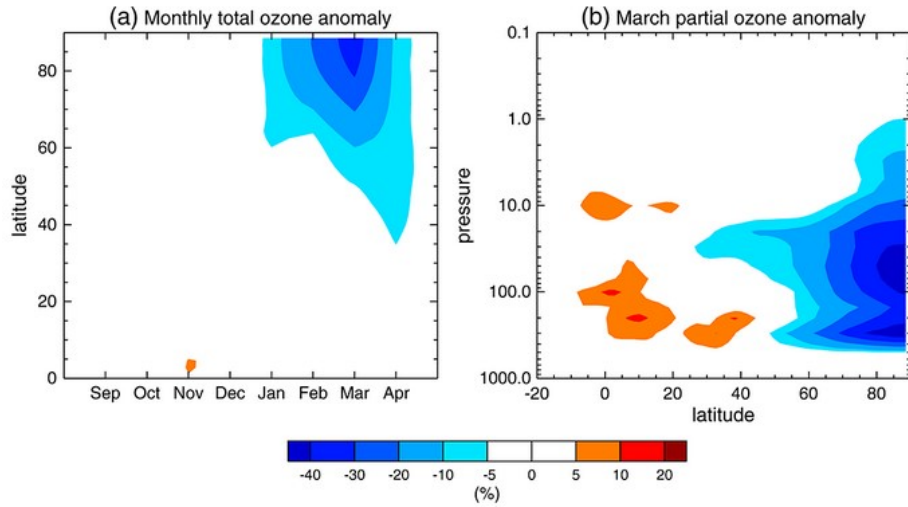 (a) Monthly total ozone anomaly
latitude
80
60
40
20
0
Sep Oct Nov Dec Jan Feb Mar Apr
(b) March partial ozone anomaly
pressure
0.1
1.0
10.0
100.0
1000.0
-20 0 20 40 60 80
latitude
-40 -30 -20 -10 -5 0 5 10 20
(%)